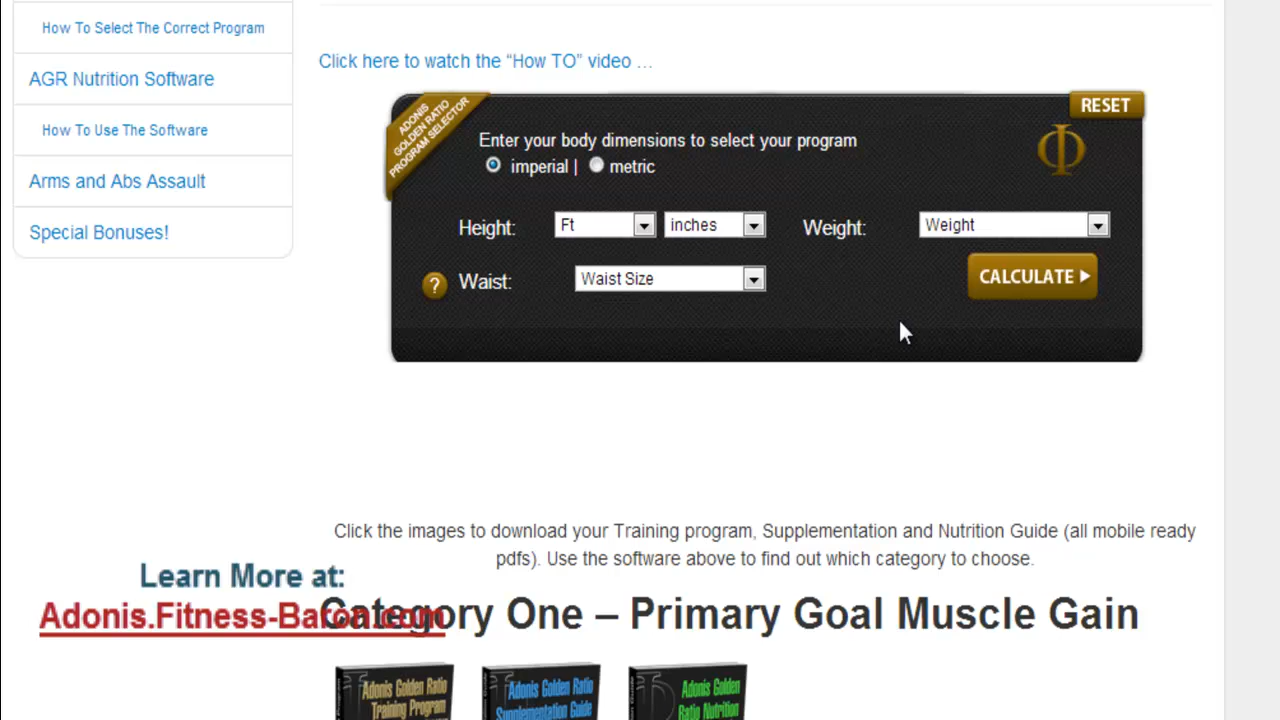 How To Select The Correct Program
AGR Nutrition Software
How To Use The Software
Arms and Abs Assault
Special Bonuses!
Click here to watch the “How TO” video ...
ADONIS
GOLDEN RATIO
PROGRAM SELECTOR
RESET
Enter your body dimensions to select your program
imperial | metric
Height: Ft inches Weight: Weight
? Waist: Waist Size
CALCULATE
Click the images to download your Training program, Supplementation and Nutrition Guide (all mobile ready
pdfs). Use the software above to find out which category to choose.
Learn More at:
Adonis.Fitness-Baron.com
Category One – Primary Goal Muscle Gain
Adonis Golden Ratio
Training Program
Adonis Golden Ratio
Supplementation Guide
Adonis Golden
Ratio Nutrition